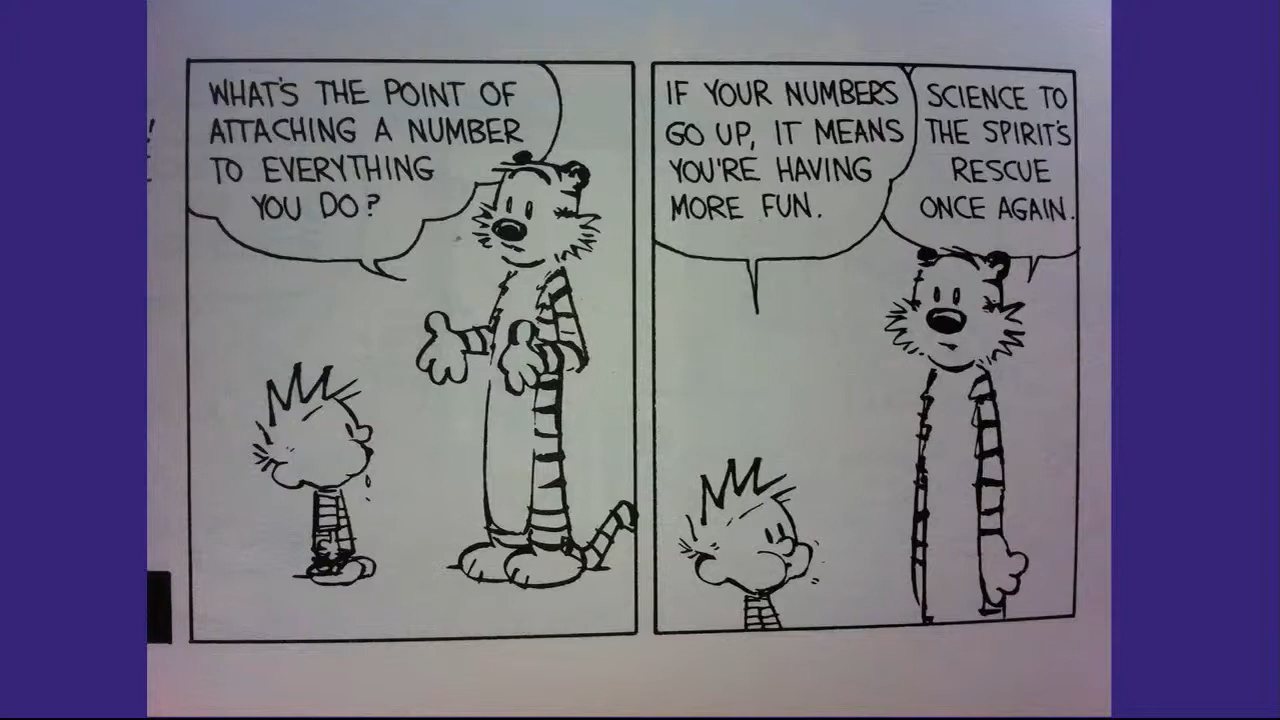 WHAT'S THE POINT OF
ATTACHING A NUMBER
TO EVERYTHING
YOU DO?
IF YOUR NUMBERS
GO UP, IT MEANS
YOU'RE HAVING
MORE FUN.
SCIENCE TO
THE SPIRIT'S
RESCUE
ONCE AGAIN.